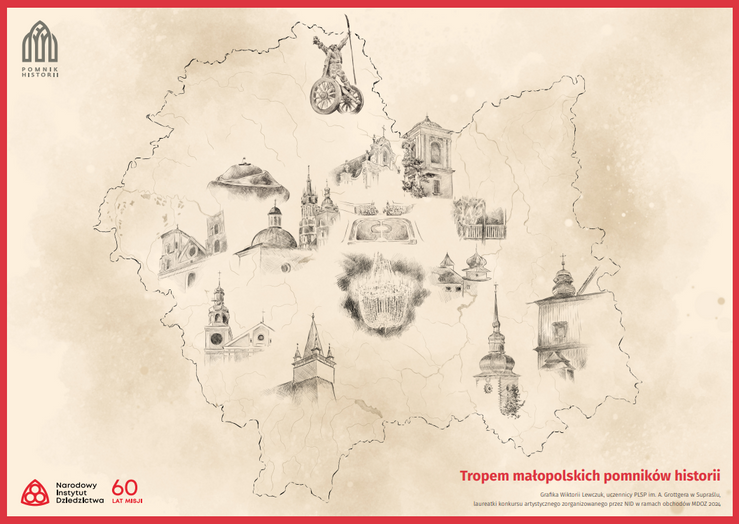 POMNIK
HISTORII
Narodowy
Instytut
Dziedzictwa
60
LAT MISJI
Tropem małopolskich pomników historii
Grafika Wiktorii Lewczuk, uczennicy PLSP im. A. Grottgera w Supraślu,
laureatki konkursu artystycznego zorganizowanego przez NID w ramach obchodów MDOZ 2024